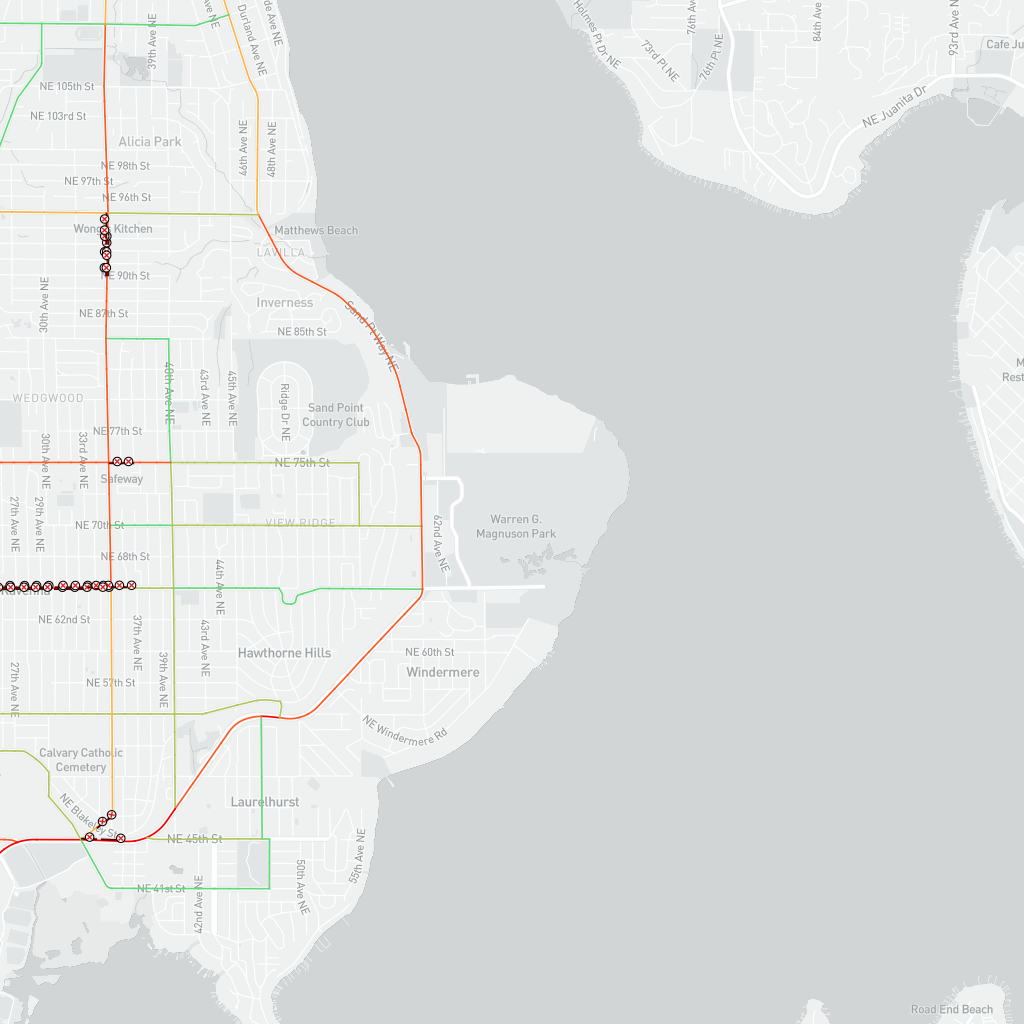 39th Ave NE
Durland Ave NE
de Ave NE
Ave NE
Holmes Pt Dr NE
73rd Pl NE
76th Pl NE
76th Ave N
84th Ave
93rd Ave N
Cafe Ju
NE Juanita Dr
NE 105th St
NE 103rd St
Alicia Park
46th Ave NE
48th Ave NE
NE 98th St
NE 97th St
NE 96th St
Matthews Beach
LAVILLA
NE 90th St
30th Ave NE
NE 87th St
Inverness
NE 85th St
Sand Pt Way NE
WEDGWOOD
40th Ave NE
43rd Ave NE
45th Ave NE
Ridge Dr NE
Sand Point
Country Club
M
Rest
NE 77th St
30th Ave NE
33rd Ave NE
NE 75th St
Safeway
27th Ave NE
29th Ave NE
NE 70th St
VIEW RIDGE
62nd Ave NE
Warren G.
Magnuson Park
NE 68th St
44th Ave NE
Ravenna
NE 62nd St
37th Ave NE
43rd Ave NE
39th Ave NE
27th Ave NE
Hawthorne Hills
NE 60th St
Windermere
NE 57th St
NE Windermere Rd
Calvary Catholic
Cemetery
NE Blakeley St
Laurelhurst
NE 45th St
NE 41st St
42nd Ave NE
50th Ave NE
55th Ave NE
Road End Beach